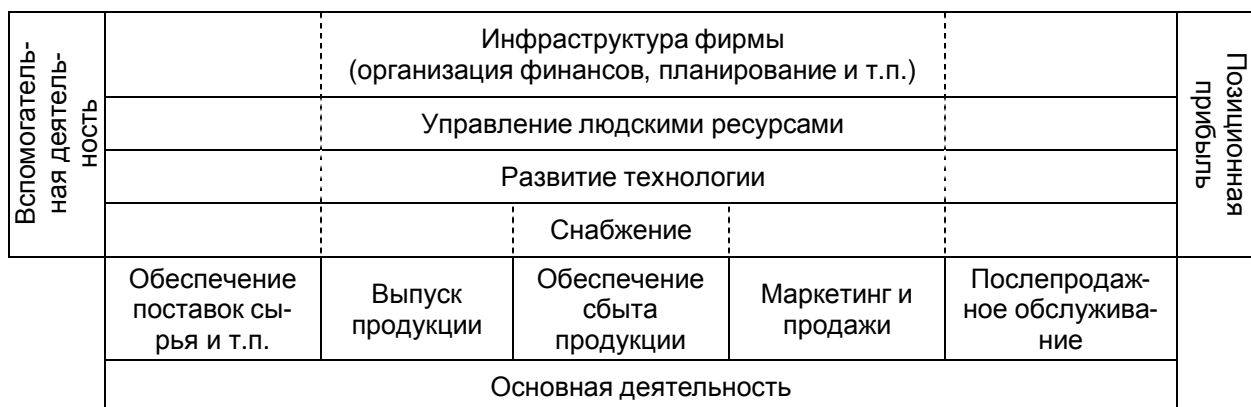 Вспомогатель-
ная деятель-
ность
Инфраструктура фирмы
(организация финансов, планирование и т.п.)
Управление людскими ресурсами
Развитие технологии
Снабжение
Позиционная
прибыль
Обеспечение
поставок сы-
рья и т.п.
Выпуск
продукции
Обеспечение
сбыта
продукции
Маркетинг и
продажи
Послепродаж-
ное обслужива-
ние
Основная деятельность